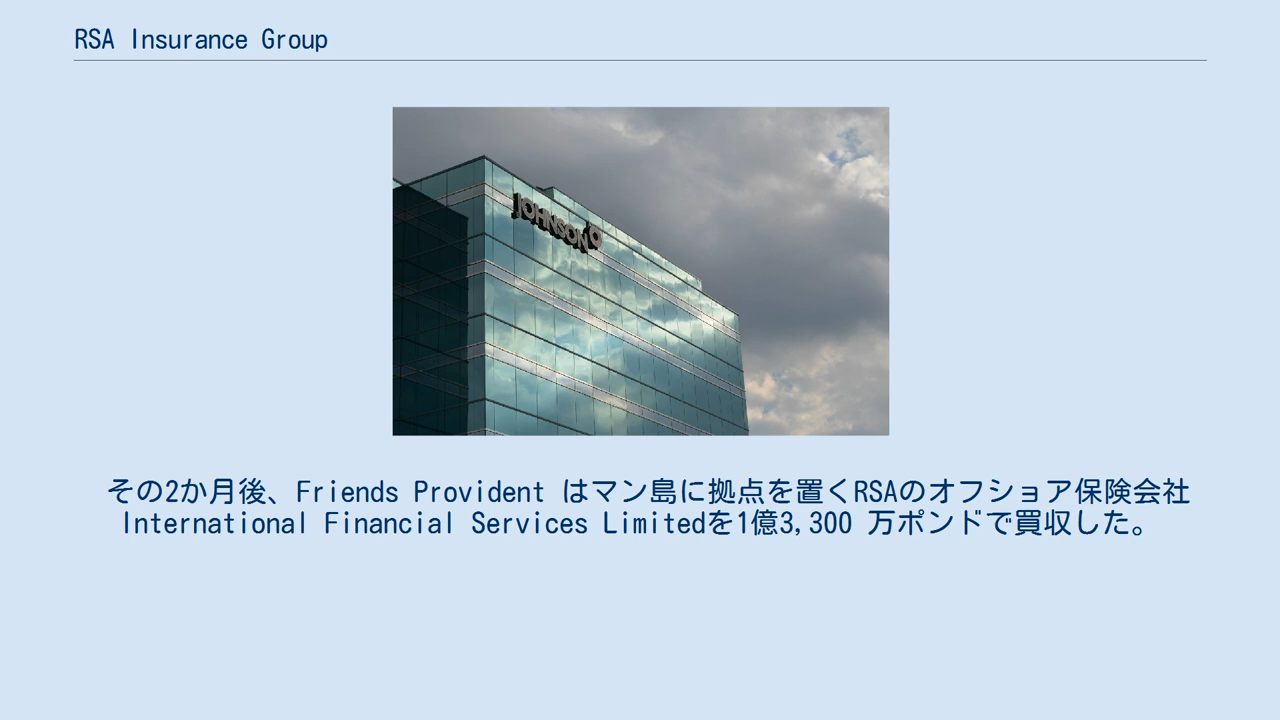 RSA Insurance Group
JOHNSON
その2か月後、Friends Provident はマン島に拠点を置くRSAのオフショア保険会社
International Financial Services Limitedを1億3,300 万ポンドで買収した。